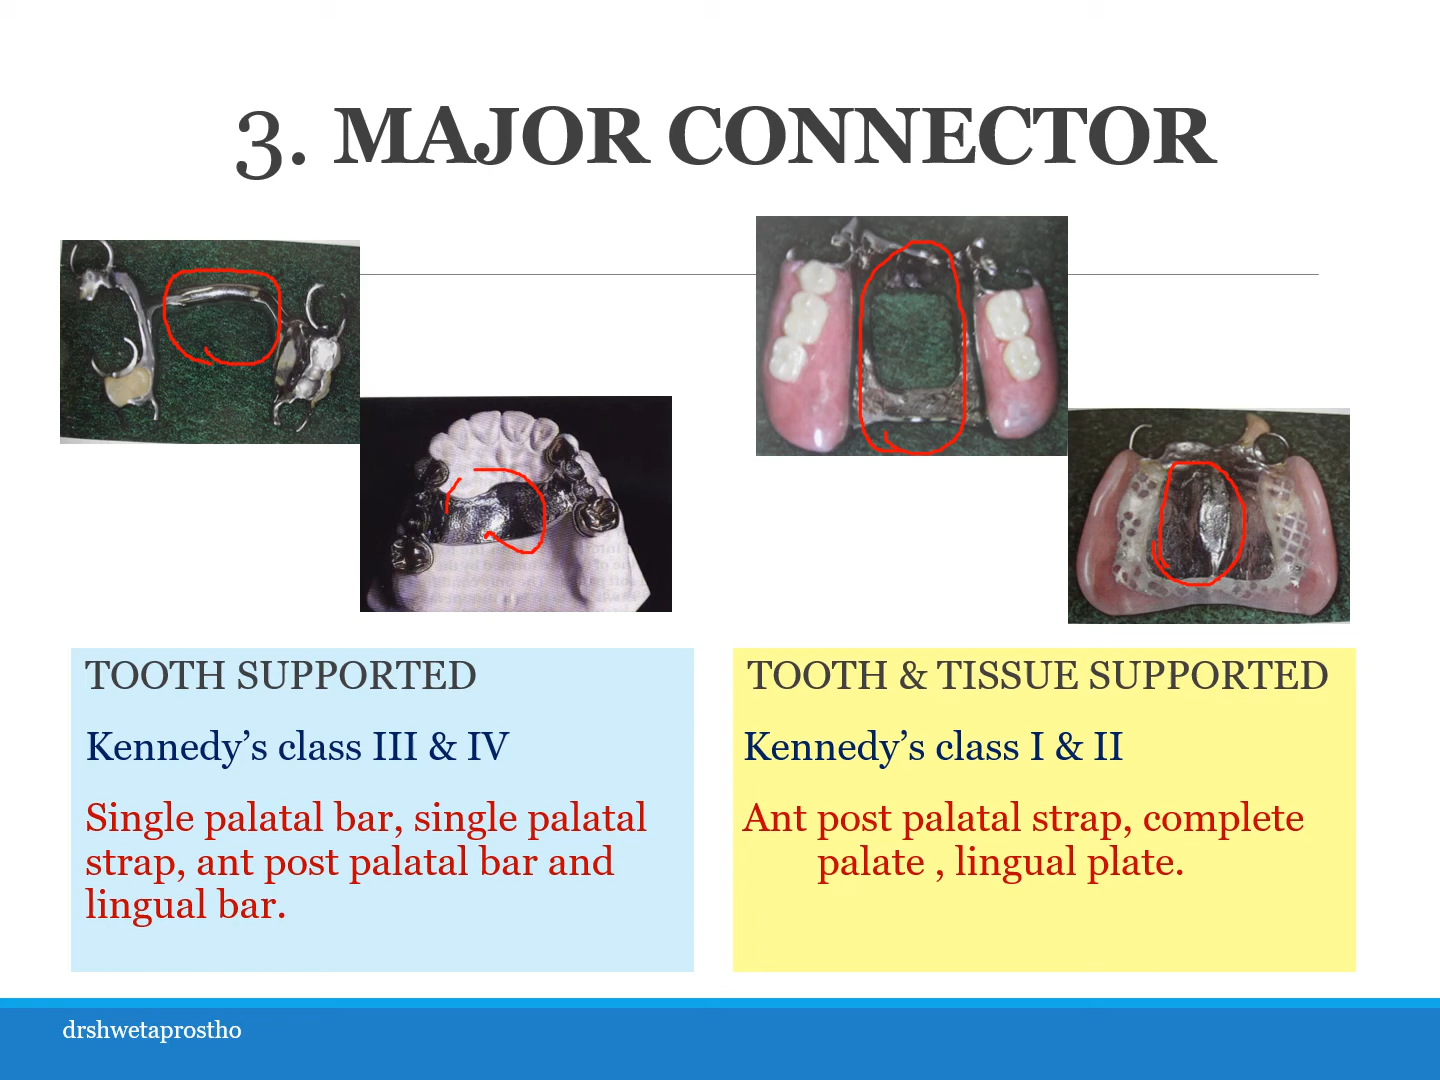 3. MAJOR CONNECTOR
TOOTH SUPPORTED
Kennedy’s class III & IV
Single palatal bar, single palatal
strap, ant post palatal bar and
lingual bar.
TOOTH & TISSUE SUPPORTED
Kennedy’s class I & II
Ant post palatal strap, complete
palate , lingual plate.
drshwetaprostho